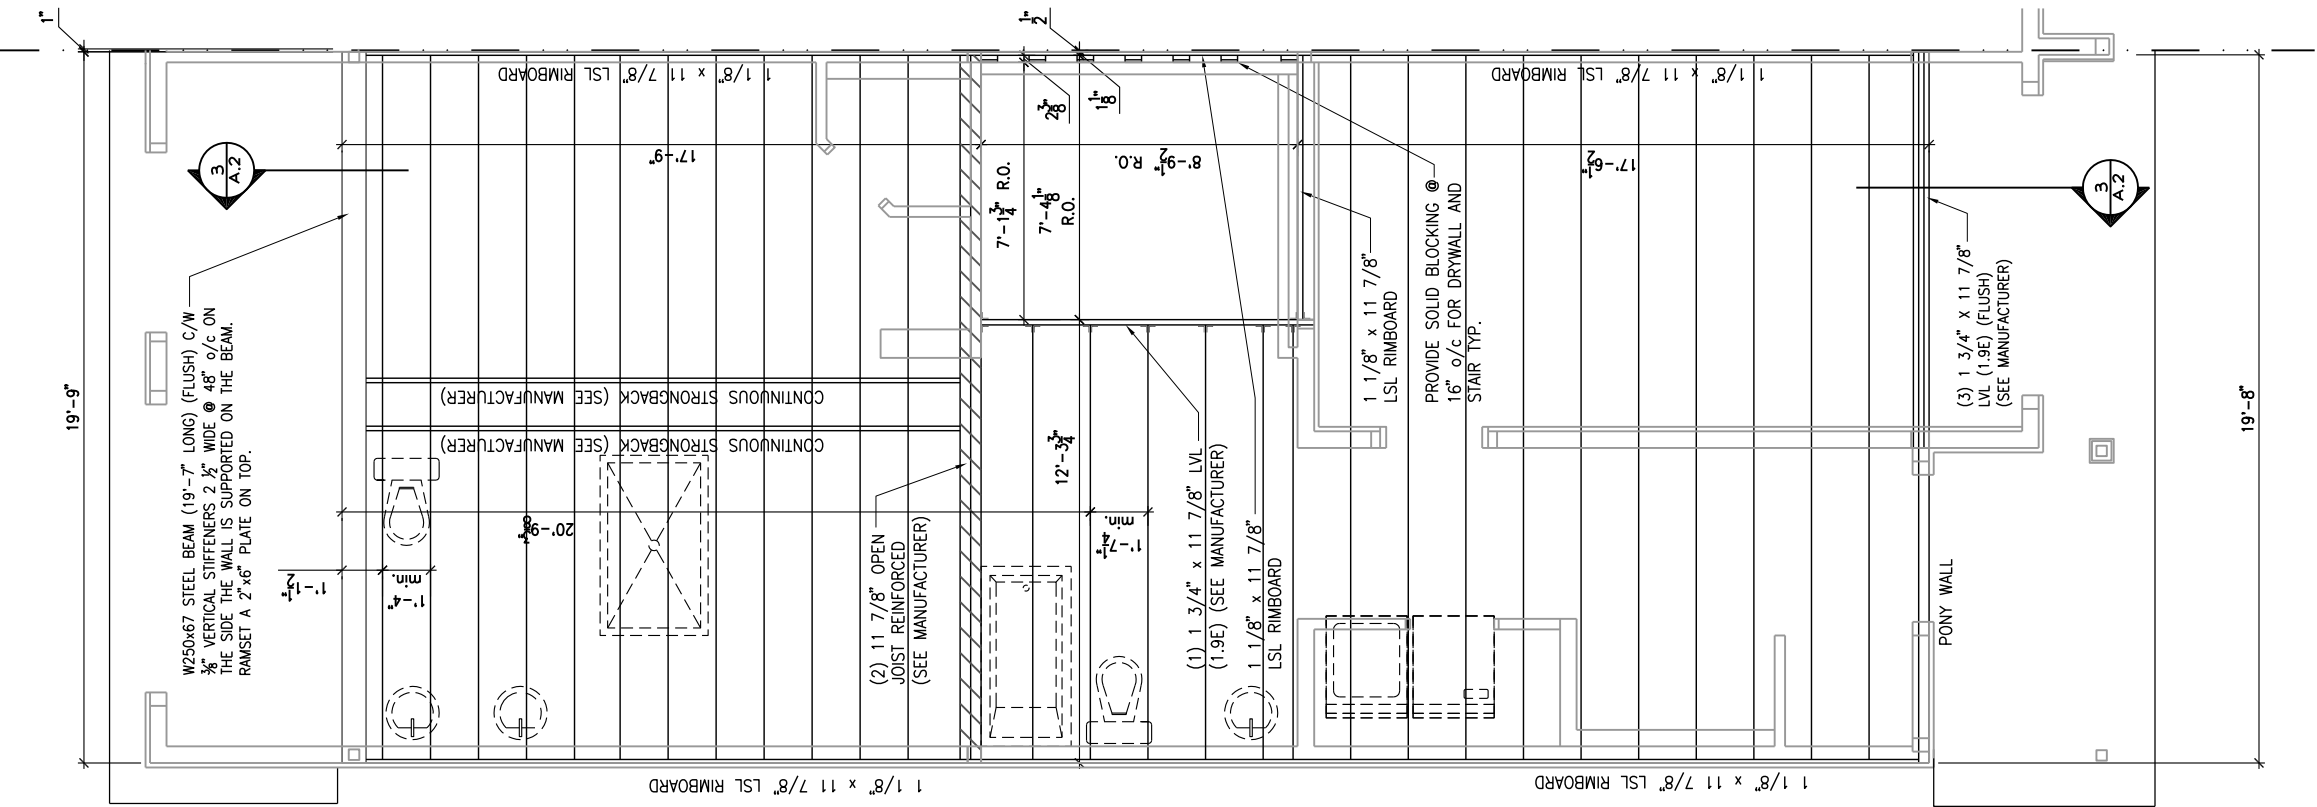 1"
19'-9"
W250x67 STEEL BEAM (19'-7" LONG) (FLUSH) C/W
3/8" VERTICAL STIFFENERS 2 1/2" WIDE @ 48" o/c ON
THE SIDE THE WALL IS SUPPORTED ON THE BEAM.
RAMSET A 2"x6" PLATE ON TOP.
3
A.2
1'-1 1/2"
1'-4"
min.
1 1/8" x 11 7/8" LSL RIMBOARD
17'-9"
CONTINUOUS STRONGBACK (SEE MANUFACTURER)
CONTINUOUS STRONGBACK (SEE MANUFACTURER)
20'-9 7/8"
1 1/8" x 11 7/8" LSL RIMBOARD
(2) 11 7/8" OPEN
JOIST REINFORCED
(SEE MANUFACTURER)
1 1/2"
2 3/8"
1 1/8"
7'-1 3/4" R.O.
7'-4 1/8"
R.O.
8'-9 1/2" R.O.
12'-3 3/4"
1'-7 1/4"
min.
(1) 1 3/4" x 11 7/8" LVL
(1.9E) (SEE MANUFACTURER)
1 1/8" x 11 7/8"
LSL RIMBOARD
1 1/8" x 11 7/8"
LSL RIMBOARD
PROVIDE SOLID BLOCKING @
16" o/c FOR DRYWALL AND
STAIR TYP.
1 1/8" x 11 7/8" LSL RIMBOARD
17'-6 1/2"
1 1/8" x 11 7/8" LSL RIMBOARD
PONY WALL
(3) 1 3/4" X 11 7/8"
LVL (1.9E) (FLUSH)
(SEE MANUFACTURER)
3
A.2
19'-8"